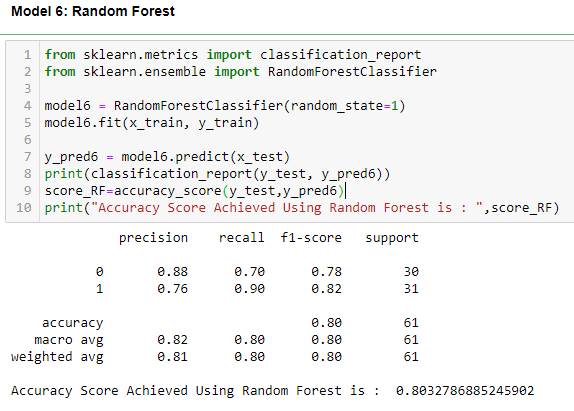 Model 6: Random Forest
1 from sklearn.metrics import classification_report
2 from sklearn.ensemble import RandomForestClassifier
3
4 model6 = RandomForestClassifier(random_state=1)
5 model6.fit(x_train, y_train)
6
7 y_pred6 = model6.predict(x_test)
8 print(classification_report(y_test, y_pred6))
9 score_RF=accuracy_score(y_test,y_pred6)
10 print("Accuracy Score Achieved Using Random Forest is : ",score_RF)
precision recall f1-score support
0 0.88 0.70 0.78 30
1 0.76 0.90 0.82 31
accuracy 0.80 61
macro avg 0.82 0.80 0.80 61
weighted avg 0.81 0.80 0.80 61
Accuracy Score Achieved Using Random Forest is :  0.8032786885245902